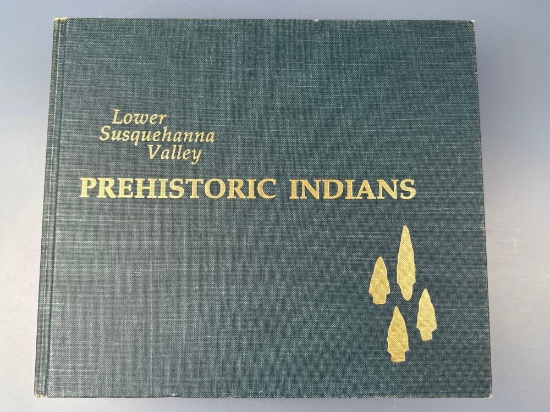 Lower
Susquehanna
Valley
PREHISTORIC INDIANS